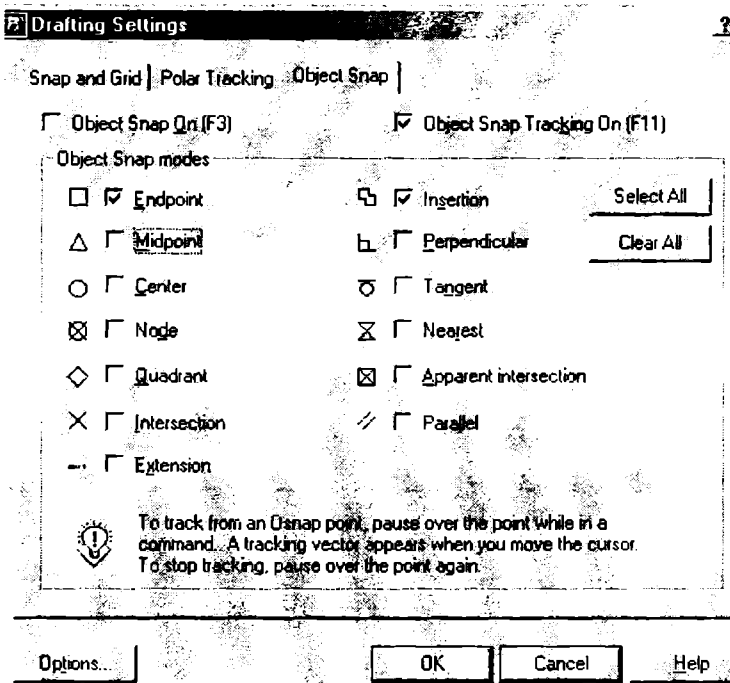 Drafting Settings ?
Snap and Grid Polar Tracking Object Snap
Object Snap On (F3) Object Snap Tracking On (F11)
Object Snap modes
Endpoint Insertion Select All
Midpoint Perpendicular Clear All
Center Tangent
Node Nearest
Quadrant Apparent intersection
Intersection Parallel
Extension
To track from an Osnap point, pause over the point while in a
command. A tracking vector appears when you move the cursor.
To stop tracking, pause over the point again.
Options... OK Cancel Help